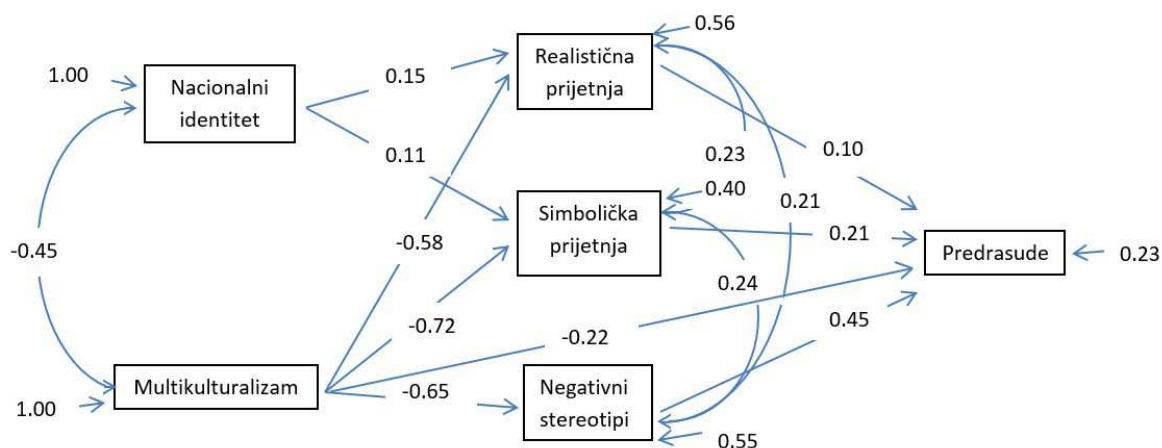 1.00
Nacionalni
identitet
0.15
0.11
Realistična
prijetnja
0.56
0.23
0.10
0.40
0.21
Simbolička
prijetnja
0.21
-0.45
-0.58
Predrasude
0.23
0.24
-0.72
-0.22
0.45
Multikulturalizam
1.00
-0.65
Negativni
stereotipi
0.55